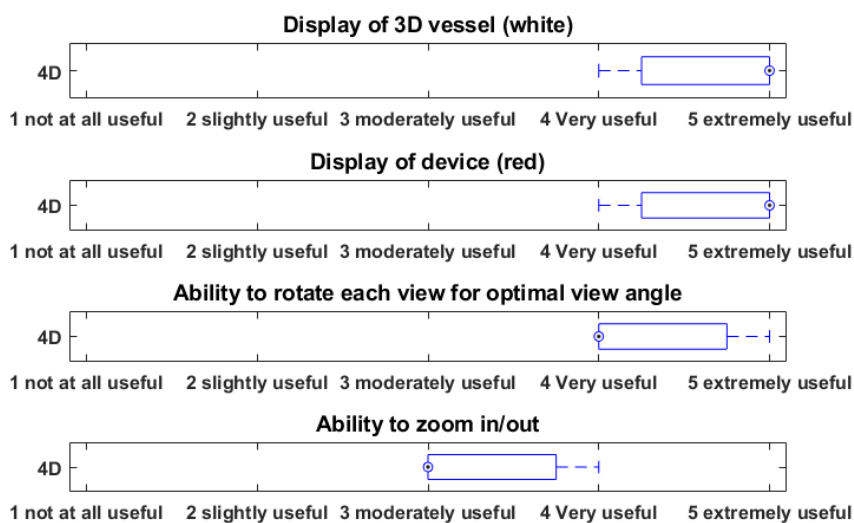 Display of 3D vessel (white)
4D
1 not at all useful 2 slightly useful 3 moderately useful 4 Very useful 5 extremely useful
Display of device (red)
4D
1 not at all useful 2 slightly useful 3 moderately useful 4 Very useful 5 extremely useful
Ability to rotate each view for optimal view angle
4D
1 not at all useful 2 slightly useful 3 moderately useful 4 Very useful 5 extremely useful
Ability to zoom in/out
4D
1 not at all useful 2 slightly useful 3 moderately useful 4 Very useful 5 extremely useful